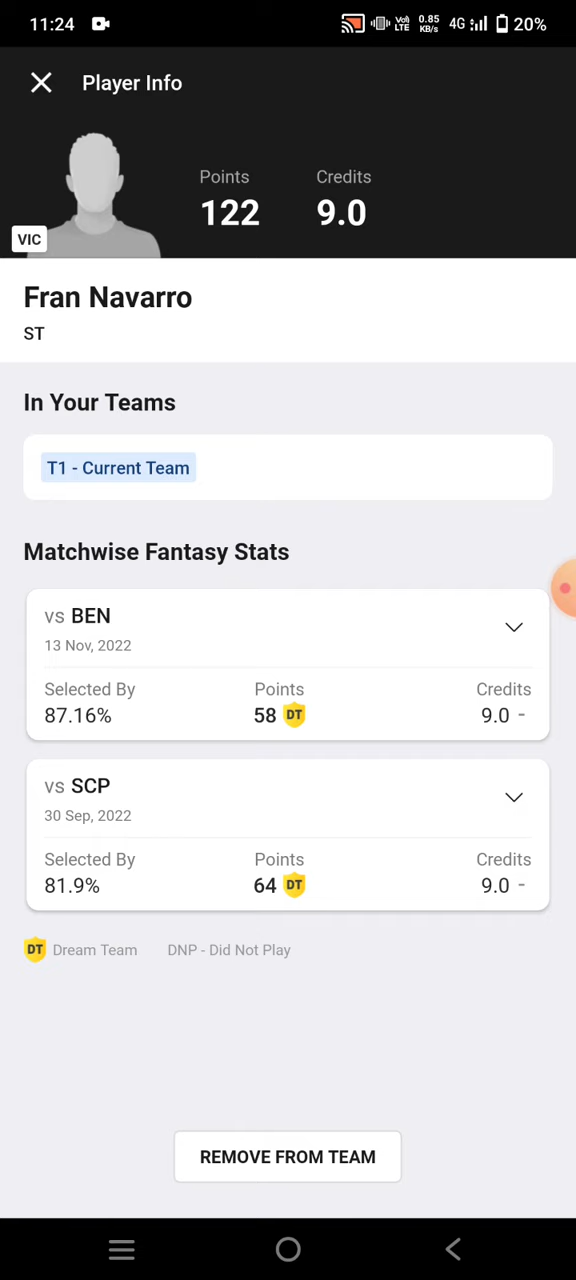 11:24 Vo) LTE 0.85 KB/s 4G 20%
Player Info
Points Credits
122 9.0
VIC
Fran Navarro
ST
In Your Teams
T1 - Current Team
Matchwise Fantasy Stats
vs BEN
13 Nov, 2022
Selected By Points Credits
87.16% 58 DT 9.0 -
vs SCP
30 Sep, 2022
Selected By Points Credits
81.9% 64 DT 9.0 -
DT Dream Team DNP - Did Not Play
REMOVE FROM TEAM